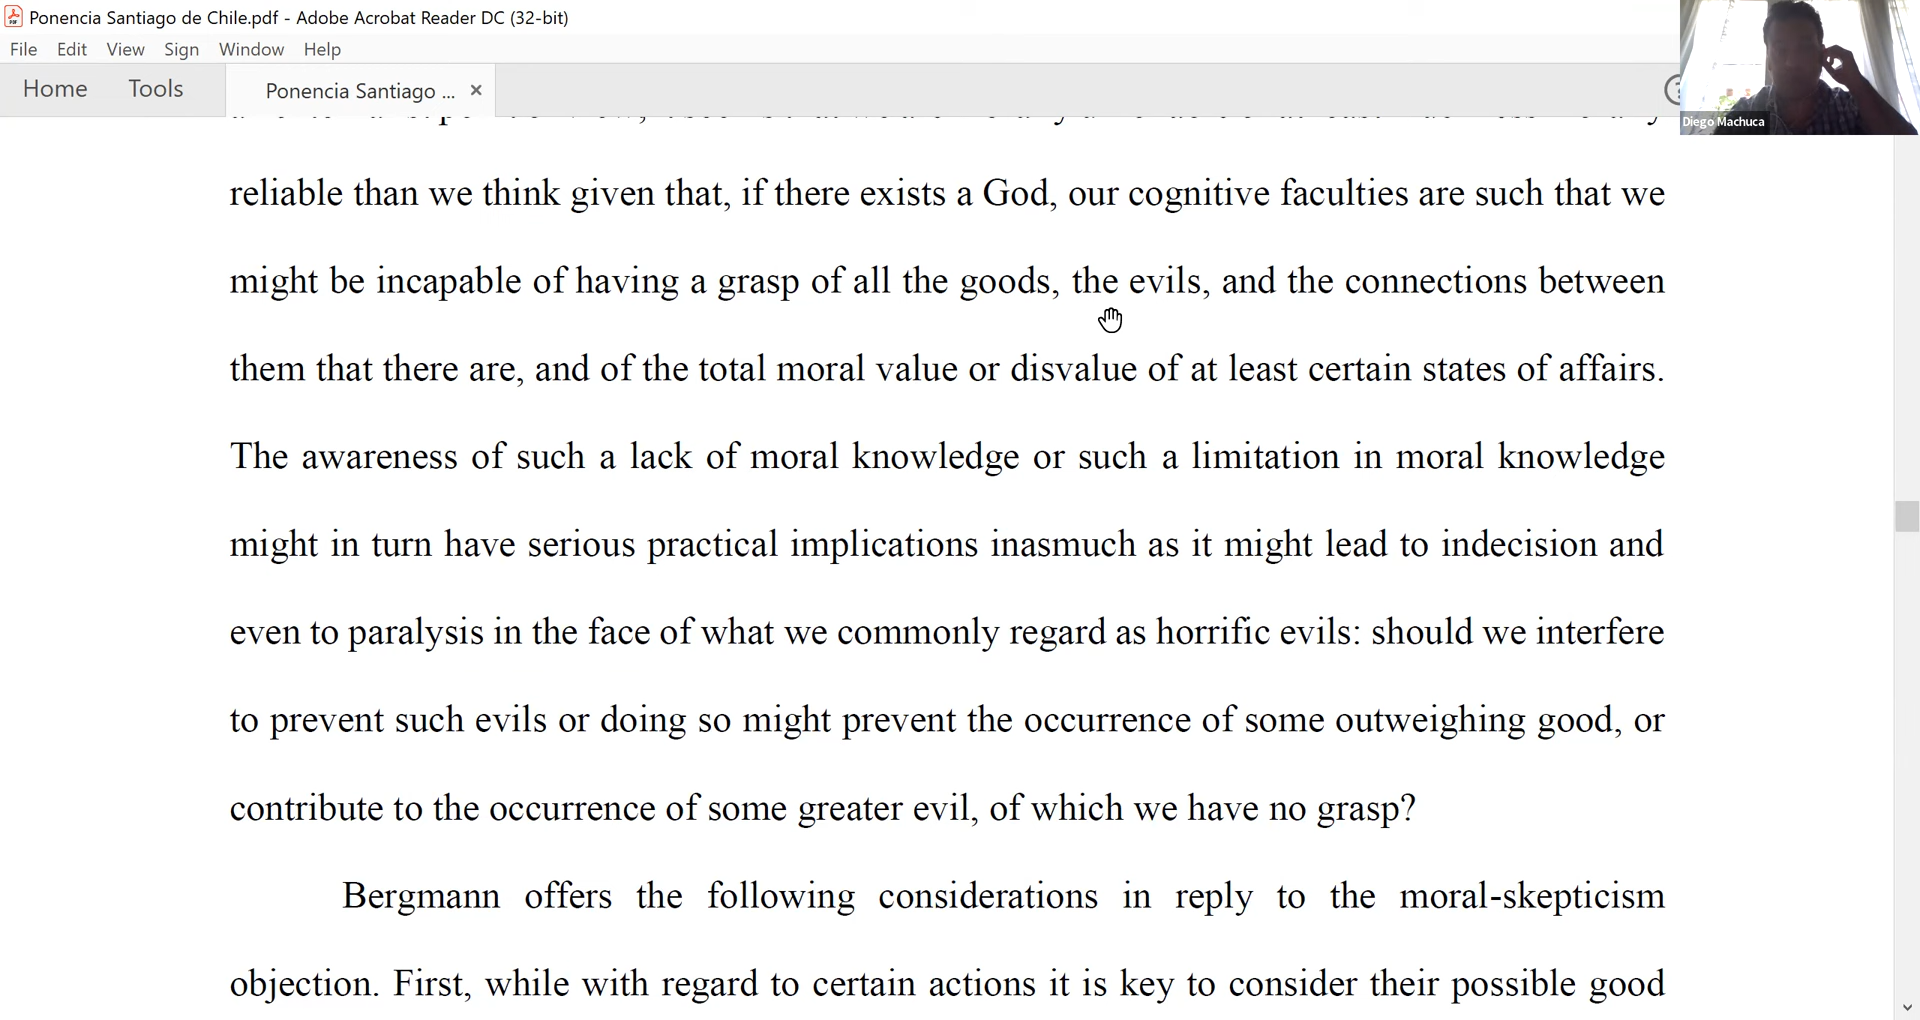 Ponencia Santiago de Chile.pdf - Adobe Acrobat Reader DC (32-bit)
File Edit View Sign Window Help
Home Tools Ponencia Santiago ... ×
Diego Machuca
reliable than we think given that, if there exists a God, our cognitive faculties are such that we
might be incapable of having a grasp of all the goods, the evils, and the connections between
them that there are, and of the total moral value or disvalue of at least certain states of affairs.
The awareness of such a lack of moral knowledge or such a limitation in moral knowledge
might in turn have serious practical implications inasmuch as it might lead to indecision and
even to paralysis in the face of what we commonly regard as horrific evils: should we interfere
to prevent such evils or doing so might prevent the occurrence of some outweighing good, or
contribute to the occurrence of some greater evil, of which we have no grasp?
Bergmann offers the following considerations in reply to the moral-skepticism
objection. First, while with regard to certain actions it is key to consider their possible good